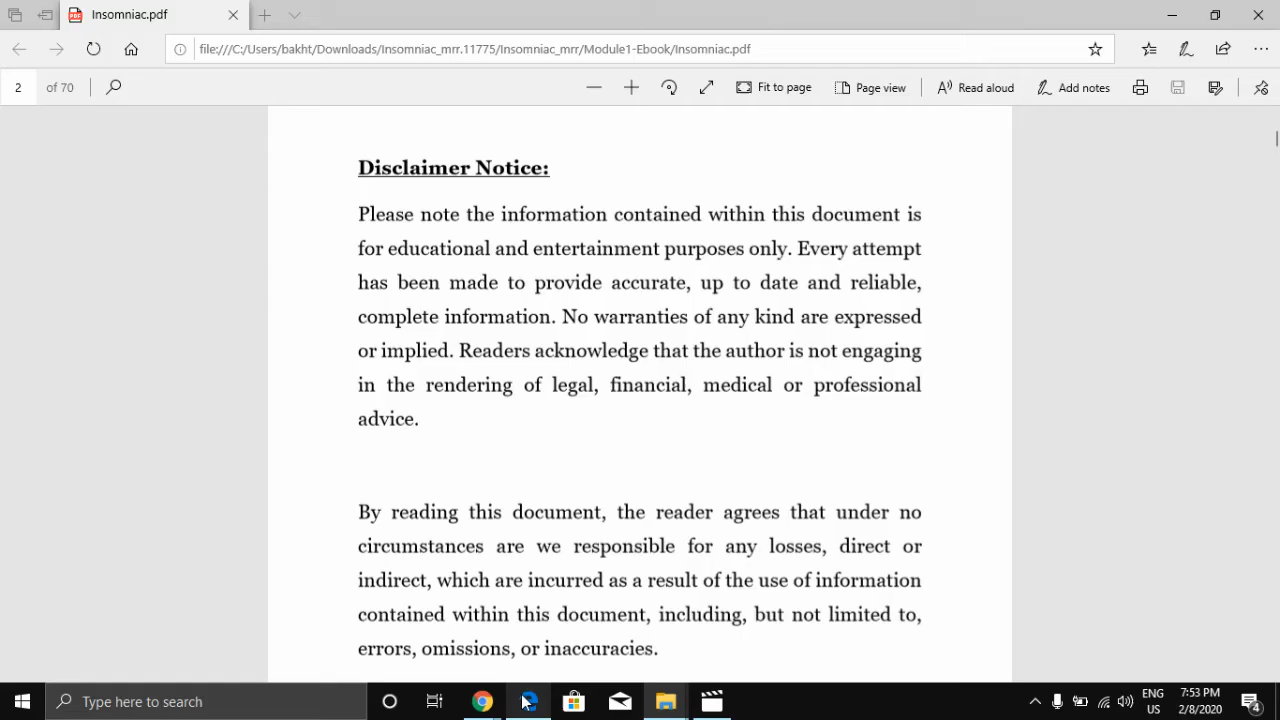 Insomniac.pdf
file:///C:/Users/bakht/Downloads/Insomniac_mrr.11775/Insomniac_mrr/Module1-Ebook/Insomniac.pdf
2 of 70 Fit to page Page view Read aloud Add notes
Disclaimer Notice:
Please note the information contained within this document is
for educational and entertainment purposes only. Every attempt
has been made to provide accurate, up to date and reliable,
complete information. No warranties of any kind are expressed
or implied. Readers acknowledge that the author is not engaging
in the rendering of legal, financial, medical or professional
advice.
By reading this document, the reader agrees that under no
circumstances are we responsible for any losses, direct or
indirect, which are incurred as a result of the use of information
contained within this document, including, but not limited to,
errors, omissions, or inaccuracies.
Type here to search
ENG
US
7:53 PM
2/8/2020
4